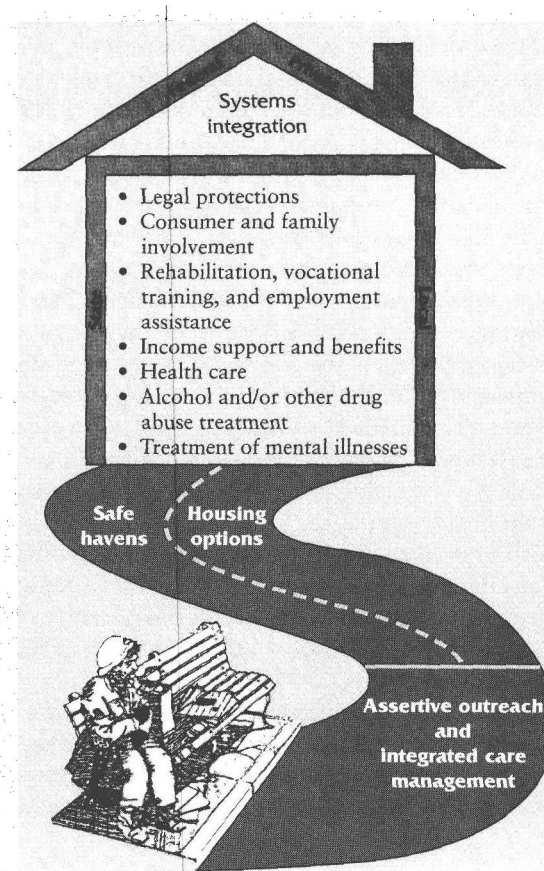 Systems
integration
• Legal protections
• Consumer and family
involvement
• Rehabilitation, vocational
training, and employment
assistance
• Income support and benefits
• Health care
• Alcohol and/or other drug
abuse treatment
• Treatment of mental illnesses
Safe
havens
Housing
options
Assertive outreach
and
integrated care
management